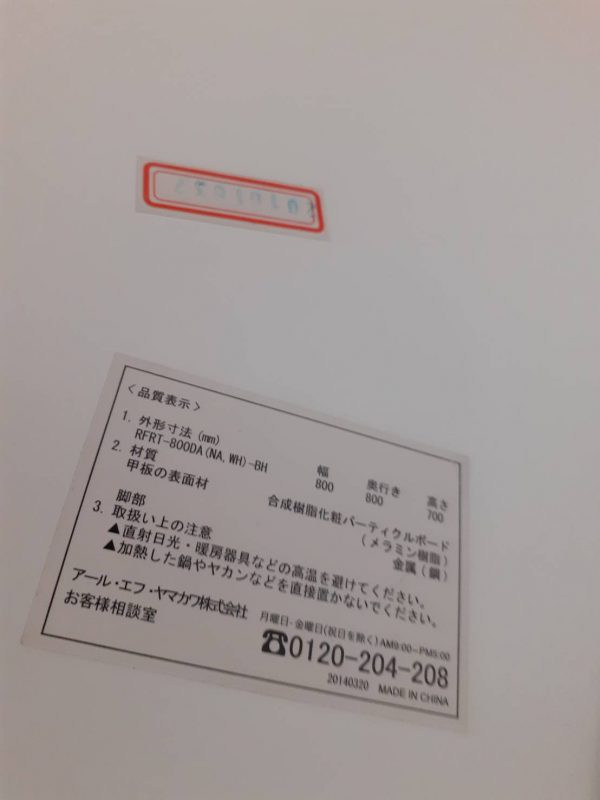 <品質表示>
1. 外形寸法(mm) 幅 奥行き 高さ
RFRT-800DA(NA,WH)-BH 800 800 700
2. 材質
甲板の表面材 合成樹脂化粧パーティクルボード
(メラミン樹脂)
脚部 金属(鋼)
3. 取扱い上の注意
▲直射日光・暖房器具などの高温を避けてください。
▲加熱した鍋やヤカンなどを直接置かないでください。
アール・エフ・ヤマカワ株式会社
お客様相談室 月曜日-金曜日(祝日を除く)AM9:00-PM5:00
☎0120-204-208
20140320 MADE IN CHINA